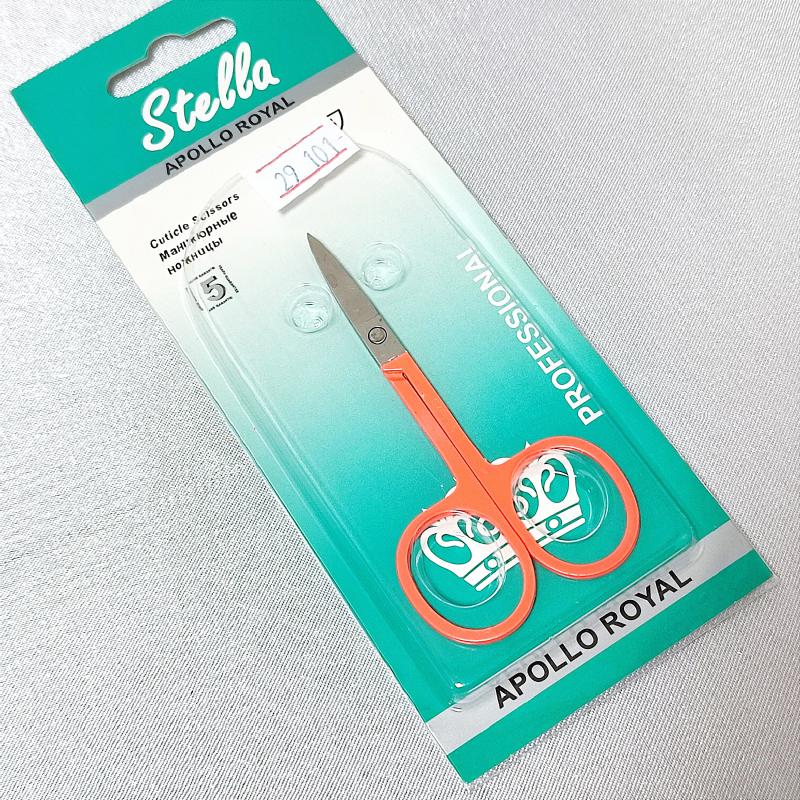 Stella
APOLLO ROYAL
29 101-
Cuticle Scissors
Маникюрные
ножницы
5
PROFESSIONAL
APOLLO ROYAL